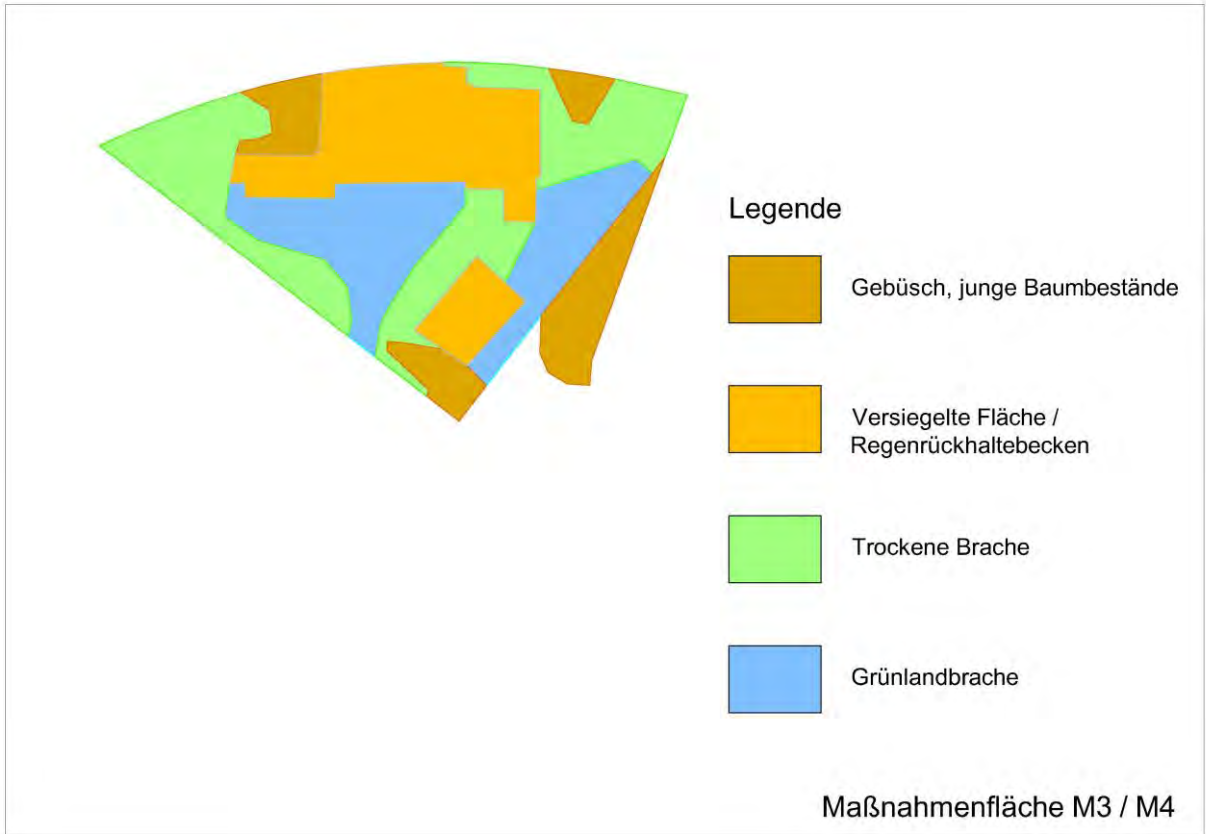 Legende
Gebüsch, junge Baumbestände
Versiegelte Fläche /
Regenrückhaltebecken
Trockene Brache
Grünlandbrache
Maßnahmenfläche M3 / M4